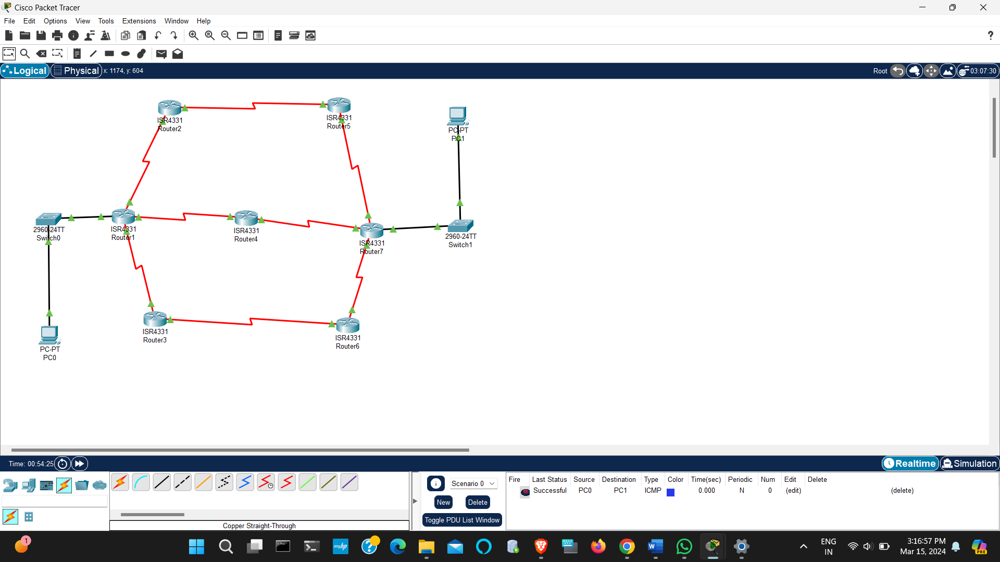 Cisco Packet Tracer
File Edit Options View Tools Extensions Window Help
Logical Physical x: 1174, y: 604 Root 03:07:30
ISR4331
Router2
ISR4331
Router5
PC-PT
PC1
2960-24TT
Switch0
ISR4331
Router1
ISR4331
Router4
ISR4331
Router7
2960-24TT
Switch1
ISR4331
Router3
ISR4331
Router6
PC-PT
PC0
Time: 00:54:25 Realtime Simulation
Scenario 0
New Delete
Toggle PDU List Window
Copper Straight-Through
Fire Last Status Source Destination Type Color Time(sec) Periodic Num Edit Delete
Successful PC0 PC1 ICMP 0.000 N 0 (edit) (delete)
1
myhp
ENG
IN
3:16:57 PM
Mar 15, 2024
PRE